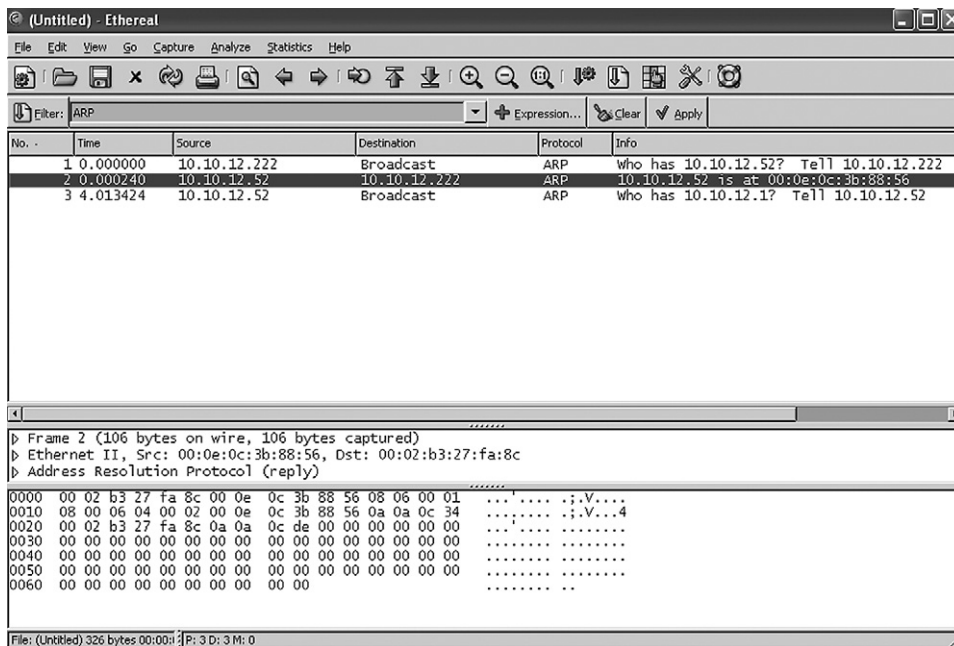 (Untitled) - Ethereal
File Edit View Go Capture Analyze Statistics Help
Filter: ARP Expression... Clear Apply
No. . Time Source Destination Protocol Info
1 0.000000 10.10.12.222 Broadcast ARP Who has 10.10.12.52? Tell 10.10.12.222
2 0.000240 10.10.12.52 10.10.12.222 ARP 10.10.12.52 is at 00:0e:0c:3b:88:56
3 4.013424 10.10.12.52 Broadcast ARP Who has 10.10.12.1? Tell 10.10.12.52
Frame 2 (106 bytes on wire, 106 bytes captured)
Ethernet II, Src: 00:0e:0c:3b:88:56, Dst: 00:02:b3:27:fa:8c
Address Resolution Protocol (reply)
0000 00 02 b3 27 fa 8c 00 0e 0c 3b 88 56 08 06 00 01 ...'.... .;.V....
0010 08 00 06 04 00 02 00 0e 0c 3b 88 56 0a 0a 0c 34 ........ .;.V...4
0020 00 02 b3 27 fa 8c 0a 0a 0c de 00 00 00 00 00 00 ...'.... ........
0030 00 00 00 00 00 00 00 00 00 00 00 00 00 00 00 00 ........ ........
0040 00 00 00 00 00 00 00 00 00 00 00 00 00 00 00 00 ........ ........
0050 00 00 00 00 00 00 00 00 00 00 00 00 00 00 00 00 ........ ........
0060 00 00 00 00 00 00 00 00 00 00 ........ ..
File: (Untitled) 326 bytes 00:00: P: 3 D: 3 M: 0